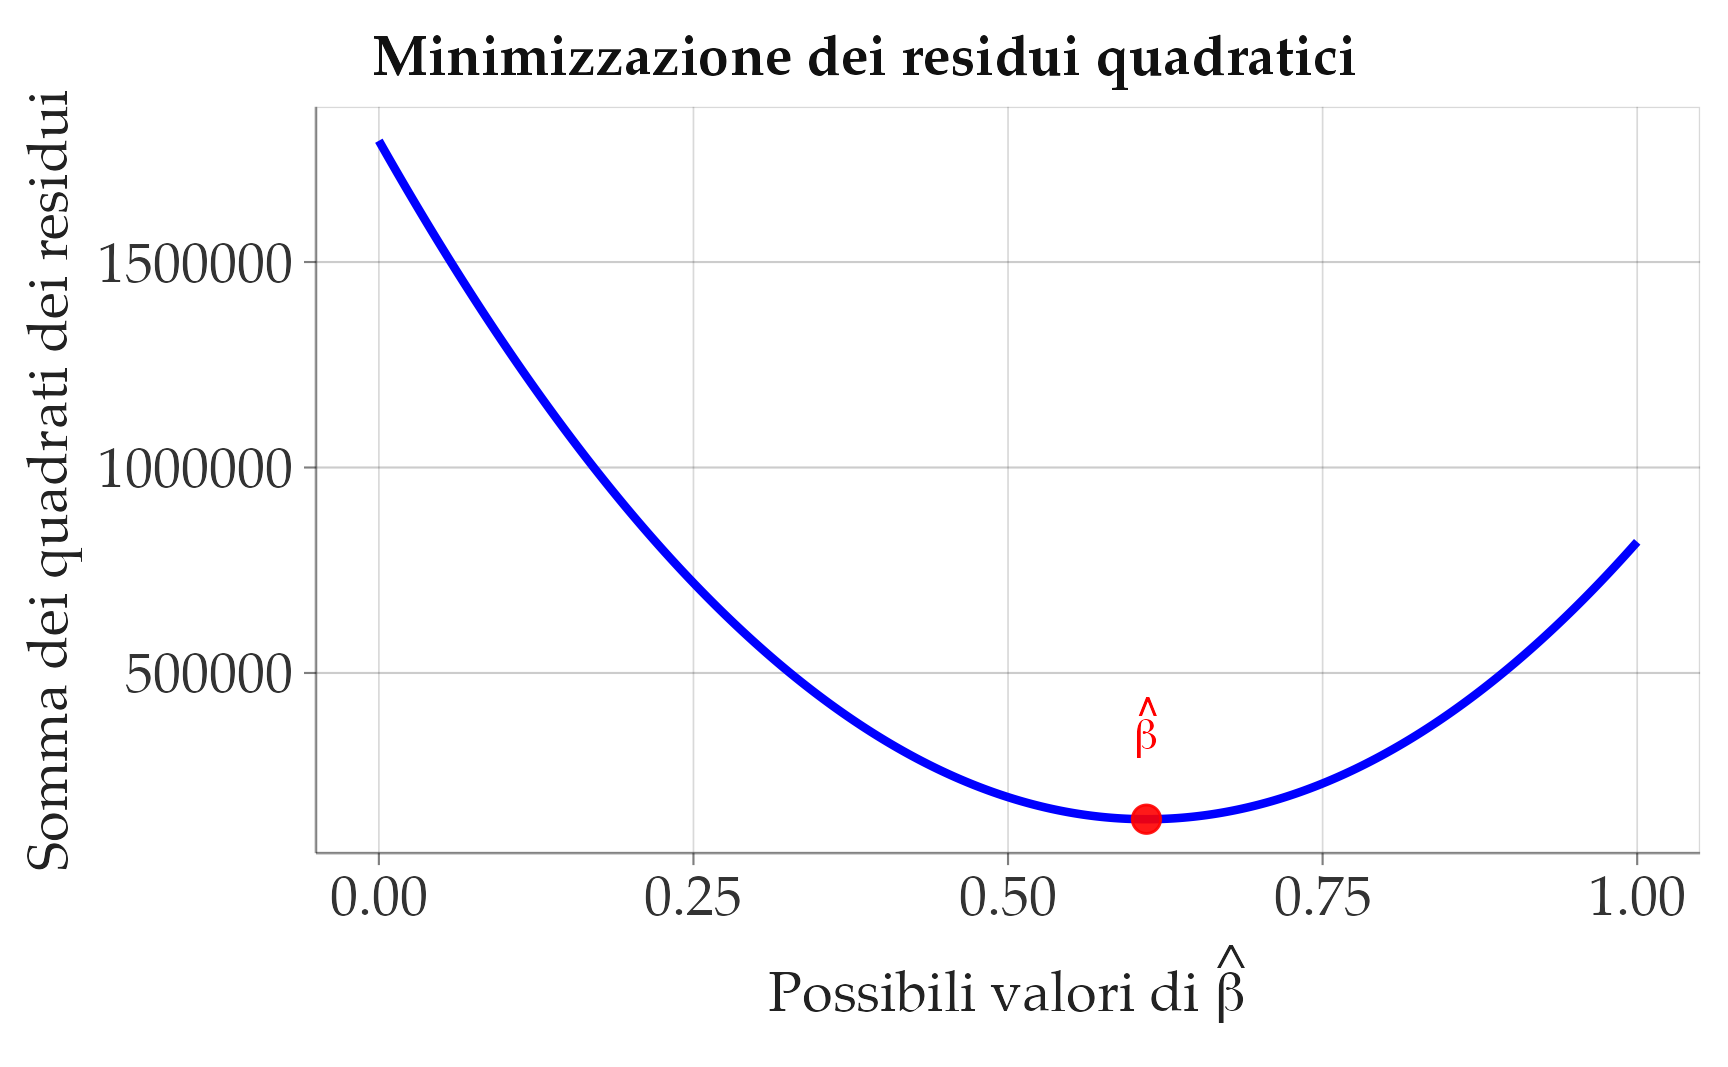 Minimizzazione dei residui quadratici
Somma dei quadrati dei residui
1500000
1000000
500000
β̂
0.00 0.25 0.50 0.75 1.00
Possibili valori di β̂